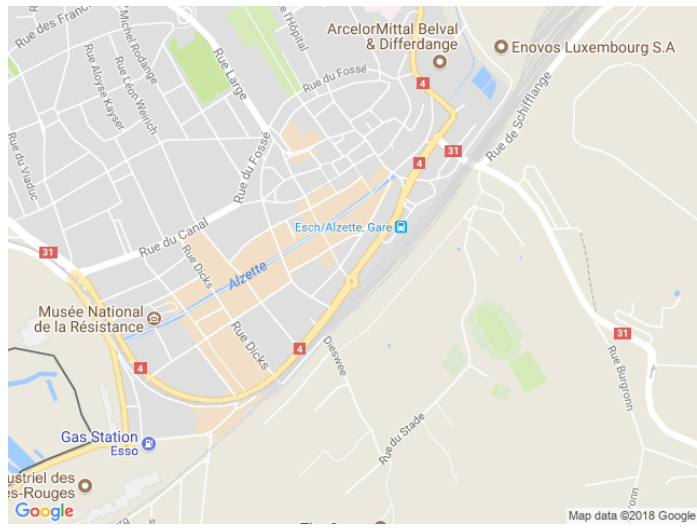 Rue des Franc
Michel Rodange
Rue Aloyse Kayser
Rue Léon Weirich
Rue du Viaduc
l'Hôpital
Rue Large
Rue du Fossé
Rue du Fossé
ArcelorMittal Belval
& Differdange
Enovos Luxembourg S.A
4
4
31
Rue de Schifflange
Esch/Alzette, Gare
Rue du Canal
31
Rue Dicks
Alzette
Musée National
de la Résistance
Rue Dicks
4
4
Dieswee
31
Rue Burgronn
Rue du Stade
Gas Station
Esso
ustriel des
es-Rouges
Google
Burgronn
Map data ©2018 Google